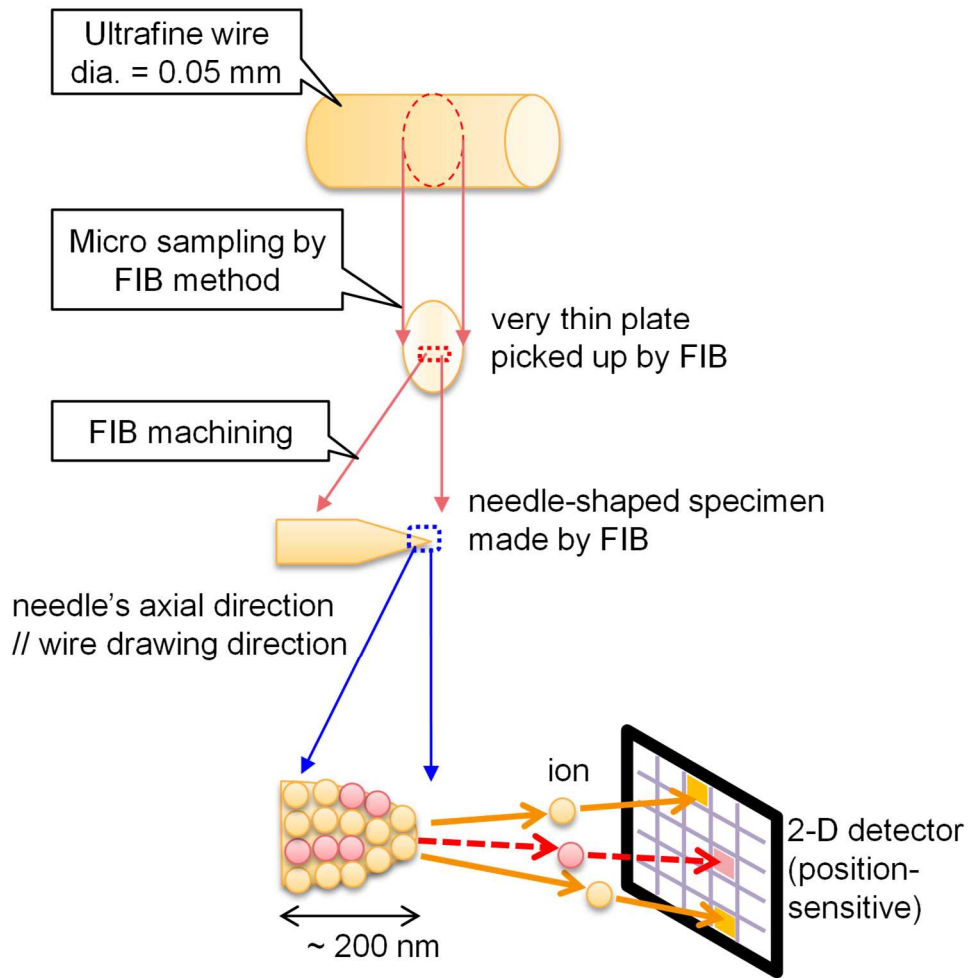 Ultrafine wire
dia. = 0.05 mm
Micro sampling by
FIB method
very thin plate
picked up by FIB
FIB machining
needle-shaped specimen
made by FIB
needle’s axial direction
// wire drawing direction
ion
2-D detector
(position-
sensitive)
~ 200 nm